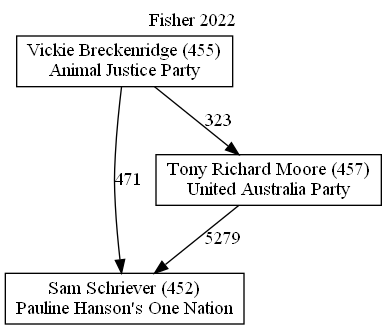 Fisher 2022
Vickie Breckenridge (455)
Animal Justice Party
323
Tony Richard Moore (457)
United Australia Party
471
5279
Sam Schriever (452)
Pauline Hanson's One Nation